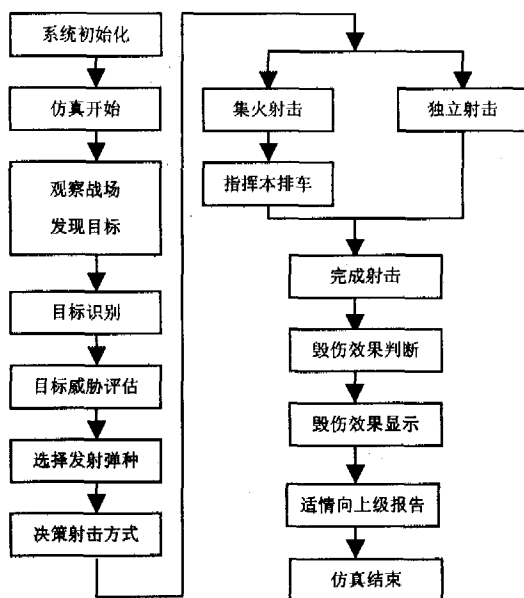 系统初始化
仿真开始
观察战场
发现目标
目标识别
目标威胁评估
选择发射弹种
决策射击方式
集火射击
独立射击
指挥本排车
完成射击
毁伤效果判断
毁伤效果显示
适情向上级报告
仿真结束